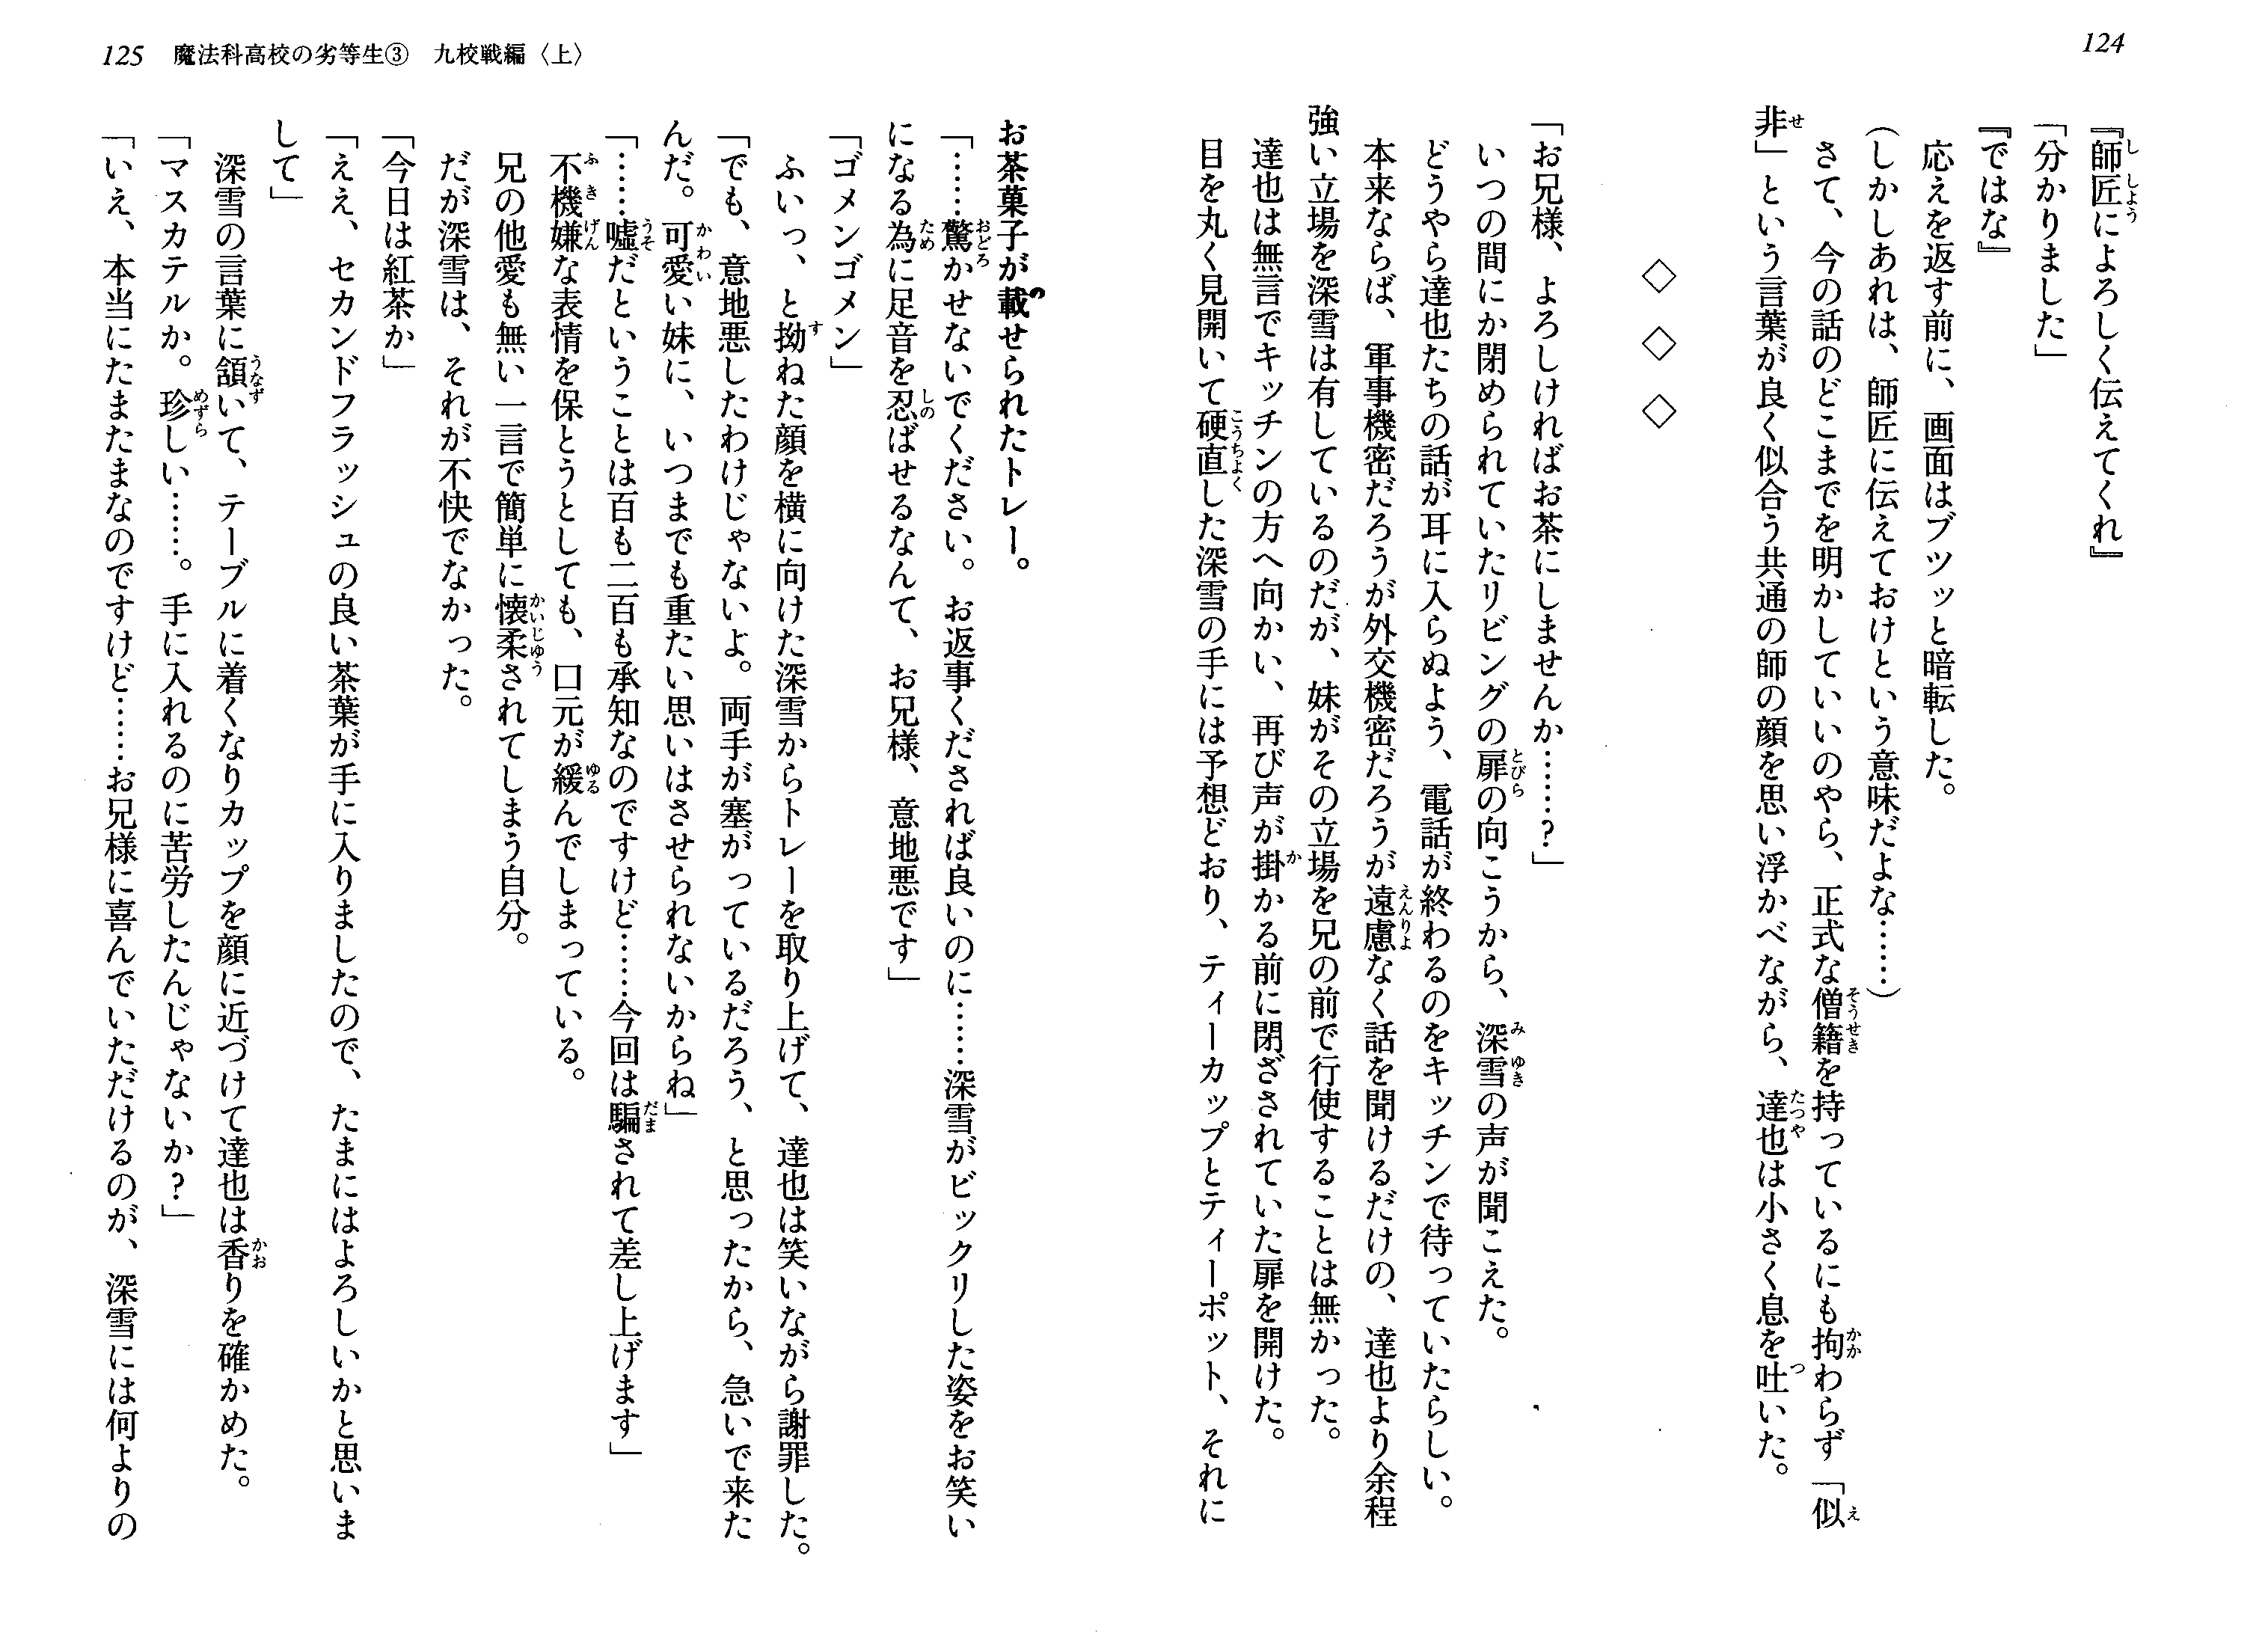 124
『師匠によろしく伝えてくれ』
「分かりました」
『ではな』
応えを返す前に、画面はブツッと暗転した。
（しかしあれは、師匠に伝えておけという意味だよな……）
さて、今の話のどこまでを明かしていいのやら、正式な僧籍を持っているにも拘わらず「似
非」という言葉が良く似合う共通の師の顔を思い浮かべながら、達也は小さく息を吐いた。
◇ ◇ ◇
「お兄様、よろしければお茶にしませんか……？」
いつの間にか閉められていたリビングの扉の向こうから、深雪の声が聞こえた。
どうやら達也たちの話が耳に入らぬよう、電話が終わるのをキッチンで待っていたらしい。
本来ならば、軍事機密だろうが外交機密だろうが遠慮なく話を聞けるだけの、達也より余程
強い立場を深雪は有しているのだが、妹がその立場を兄の前で行使することは無かった。
達也は無言でキッチンの方へ向かい、再び声が掛かる前に閉ざされていた扉を開けた。
目を丸く見開いて硬直した深雪の手には予想どおり、ティーカップとティーポット、それに
125 魔法科高校の劣等生③ 九校戦編〈上〉
お茶菓子が載せられたトレー。
「……驚かせないでください。お返事くだされば良いのに……深雪がビックリした姿をお笑い
になる為に足音を忍ばせるなんて、お兄様、意地悪です」
「ゴメンゴメン」
ふいっ、と拗ねた顔を横に向けた深雪からトレーを取り上げて、達也は笑いながら謝罪した。
「でも、意地悪したわけじゃないよ。両手が塞がっているだろう、と思ったから、急いで来た
んだ。可愛い妹に、いつまでも重たい思いはさせられないからね」
「……嘘だということは百も二百も承知なのですけど……今回は騙されて差し上げます」
不機嫌な表情を保とうとしても、口元が緩んでしまっている。
兄の他愛も無い一言で簡単に懐柔されてしまう自分。
だが深雪は、それが不快でなかった。
「今日は紅茶か」
「ええ、セカンドフラッシュの良い茶葉が手に入りましたので、たまにはよろしいかと思いま
して」
深雪の言葉に頷いて、テーブルに着くなりカップを顔に近づけて達也は香りを確かめた。
「マスカテルか。珍しい……。手に入れるのに苦労したんじゃないか？」
「いえ、本当にたまたまなのですけど……お兄様に喜んでいただけるのが、深雪には何よりの